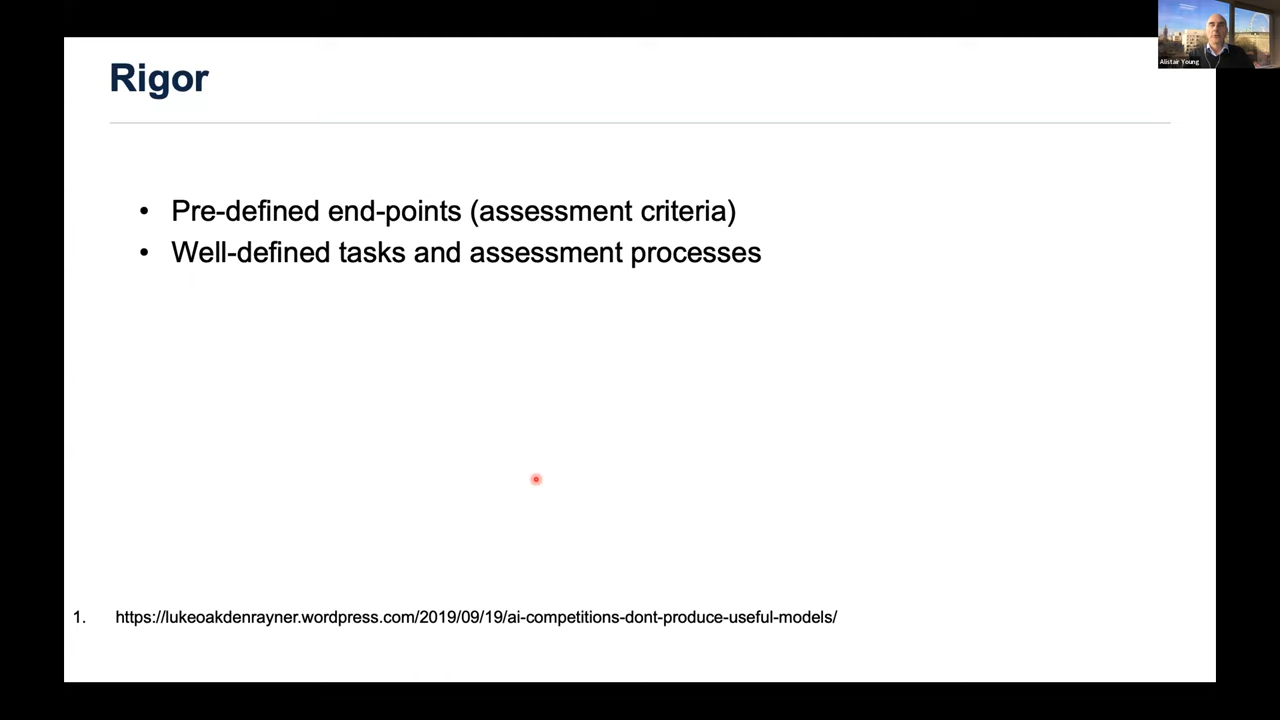 Rigor
• Pre-defined end-points (assessment criteria)
• Well-defined tasks and assessment processes
1. https://lukeoakdenrayner.wordpress.com/2019/09/19/ai-competitions-dont-produce-useful-models/
Alistair Young